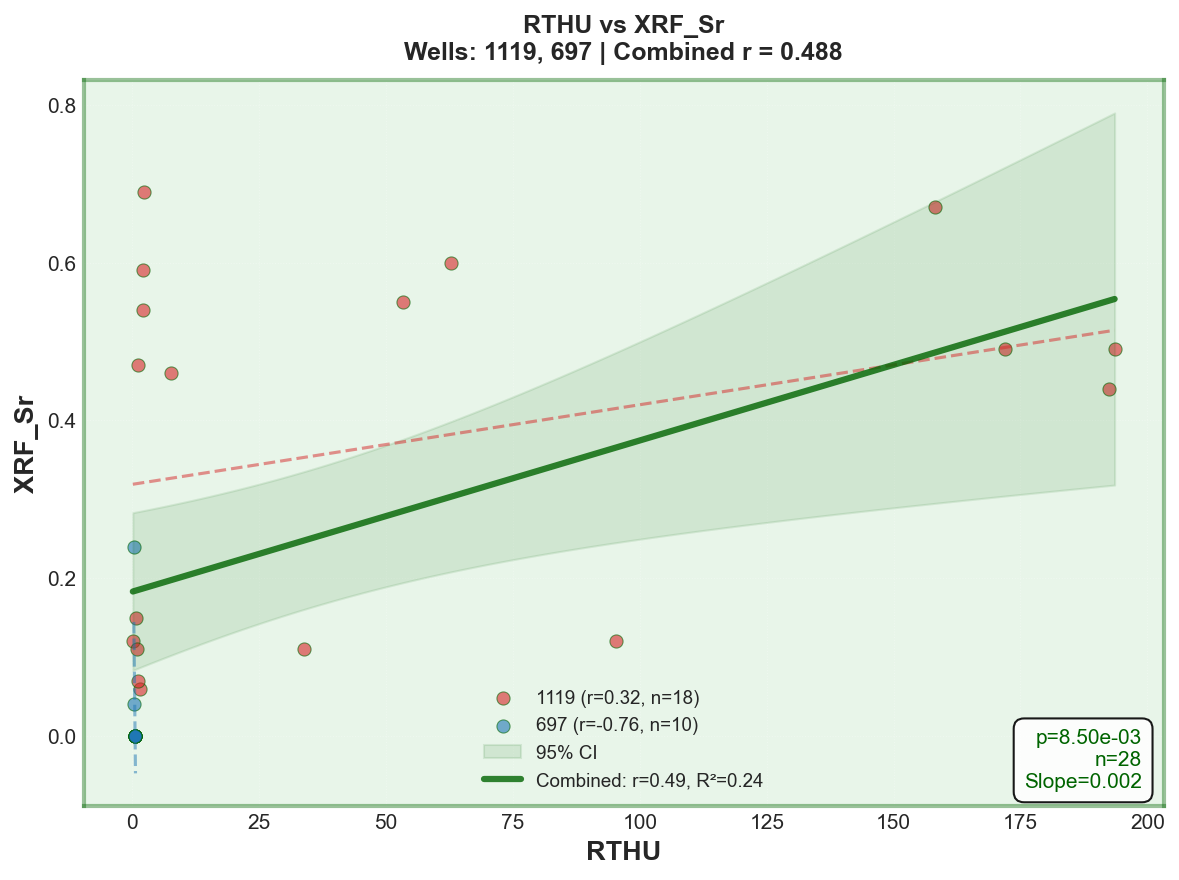 RTHU vs XRF_Sr
Wells: 1119, 697 | Combined r = 0.488
XRF_Sr
0.8
0.6
0.4
0.2
0.0
1119 (r=0.32, n=18)
697 (r=-0.76, n=10)
95% CI
Combined: r=0.49, R²=0.24
p=8.50e-03
n=28
Slope=0.002
0 25 50 75 100 125 150 175 200
RTHU